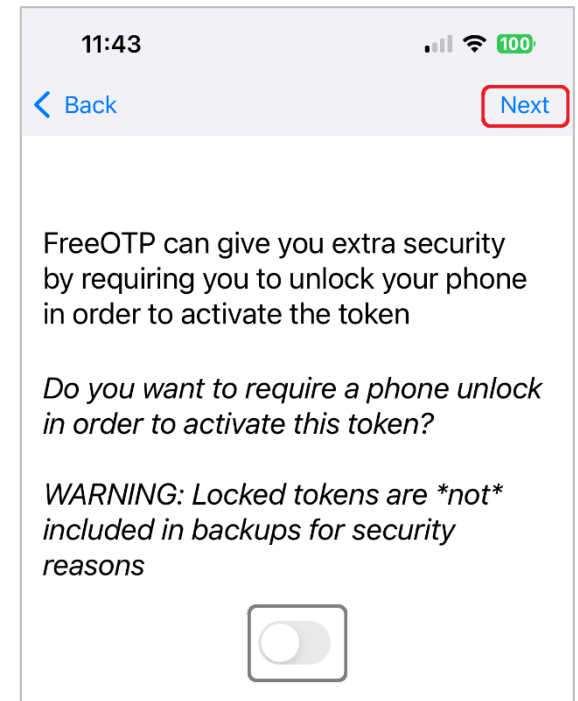 11:43
100
Back
Next
FreeOTP can give you extra security
by requiring you to unlock your phone
in order to activate the token
Do you want to require a phone unlock
in order to activate this token?
WARNING: Locked tokens are *not*
included in backups for security
reasons